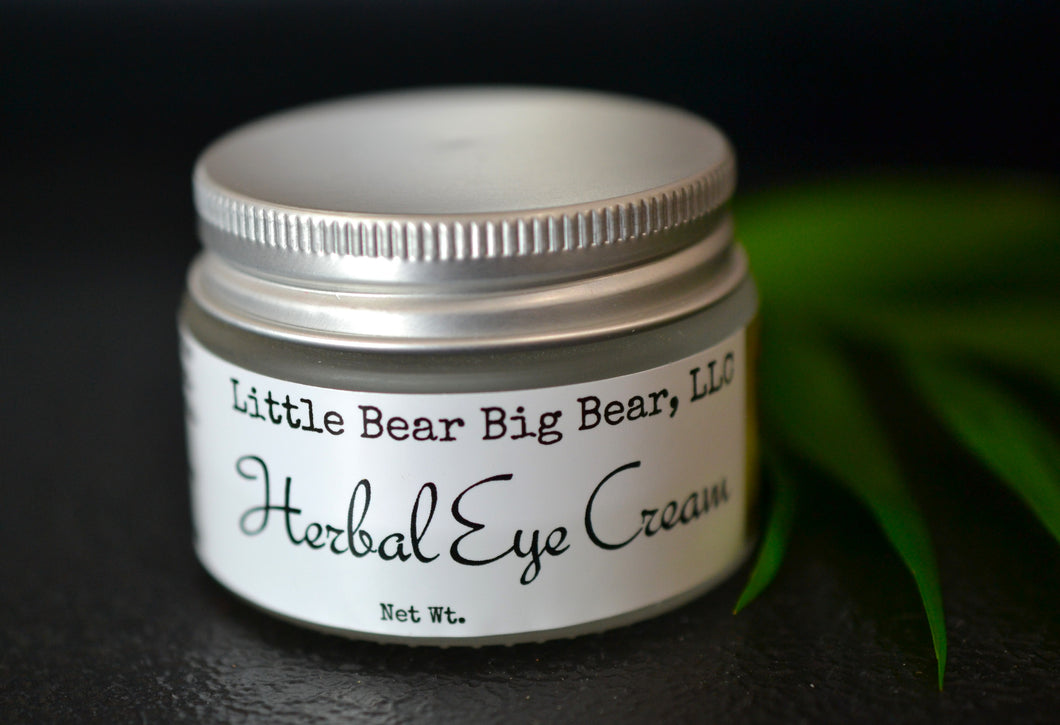 Little Bear Big Bear, LLC
Herbal Eye Cream
Net Wt.